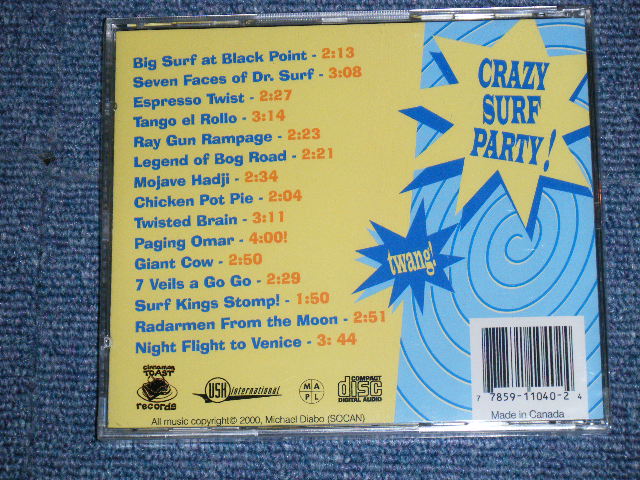 Big Surf at Black Point - 2:13
Seven Faces of Dr. Surf - 3:08
Espresso Twist - 2:27
Tango el Rollo - 3:14
Ray Gun Rampage - 2:23
Legend of Bog Road - 2:21
Mojave Hadji - 2:34
Chicken Pot Pie - 2:04
Twisted Brain - 3:11
Paging Omar - 4:00!
Giant Cow - 2:50
7 Veils a Go Go - 2:29
Surf Kings Stomp! - 1:50
Radarmen From the Moon - 2:51
Night Flight to Venice - 3: 44
CRAZY
SURF
PARTY!
twang!
cinnamon
TOAST
records
USK international
M A
P L
COMPACT
disc
DIGITAL AUDIO
All music copyright© 2000, Michael Diabo (SOCAN)
7 7859-11040-2 4
Made in Canada